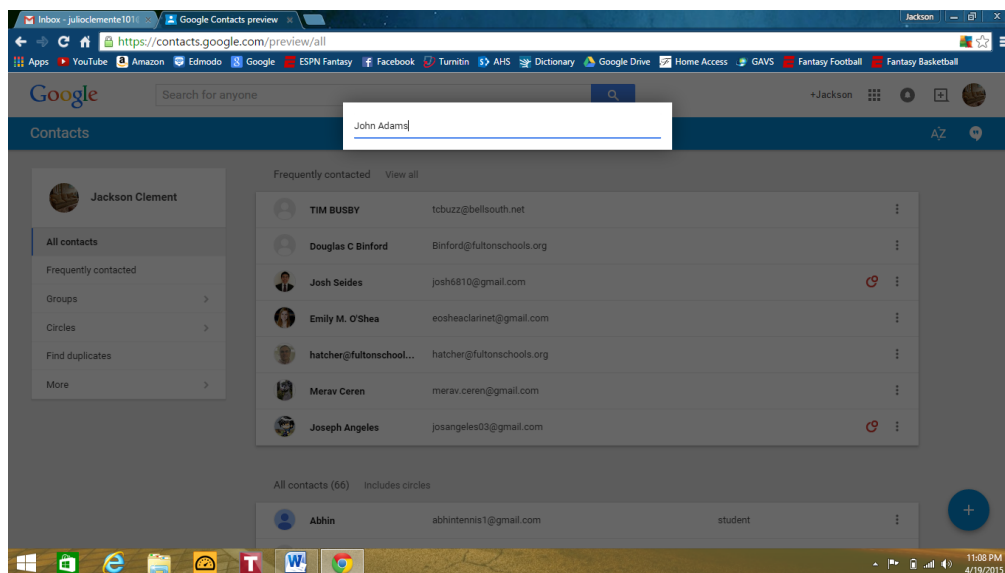 Inbox - julioclemente101
Google Contacts preview
Jackson
https://contacts.google.com/preview/all
Apps YouTube Amazon Edmodo Google ESPN Fantasy Facebook Turnitin AHS Dictionary Google Drive Home Access GAVS Fantasy Football Fantasy Basketball
Google
Search for anyone
+Jackson
John Adams
Contacts
AZ
Jackson Clement
All contacts
Frequently contacted
Groups
Circles
Find duplicates
More
Frequently contacted View all
TIM BUSBY tcbuzz@bellsouth.net
Douglas C Binford Binford@fultonschools.org
Josh Seides josh6810@gmail.com
Emily M. O'Shea eosheaclarinet@gmail.com
hatcher@fultonschool... hatcher@fultonschools.org
Merav Ceren merav.ceren@gmail.com
Joseph Angeles josangeles03@gmail.com
All contacts (66) Includes circles
Abhin abhintennis1@gmail.com student
11:08 PM
4/19/2015